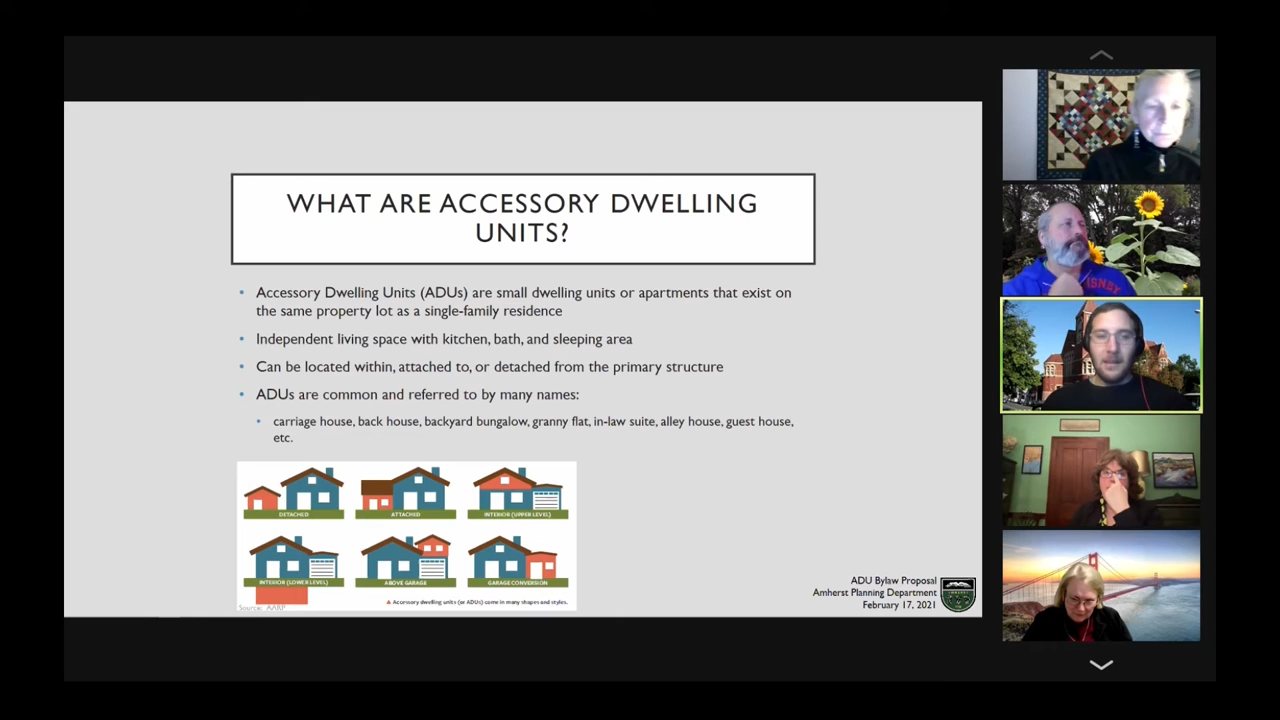 WHAT ARE ACCESSORY DWELLING
UNITS?
• Accessory Dwelling Units (ADUs) are small dwelling units or apartments that exist on
the same property lot as a single-family residence
• Independent living space with kitchen, bath, and sleeping area
• Can be located within, attached to, or detached from the primary structure
• ADUs are common and referred to by many names:
• carriage house, back house, backyard bungalow, granny flat, in-law suite, alley house, guest house,
etc.
DETACHED
ATTACHED
INTERIOR (UPPER LEVEL)
INTERIOR (LOWER LEVEL)
ABOVE GARAGE
GARAGE CONVERSION
▲ Accessory dwelling units (or ADUs) come in many shapes and styles.
Source: AARP
ADU Bylaw Proposal
Amherst Planning Department
February 17, 2021